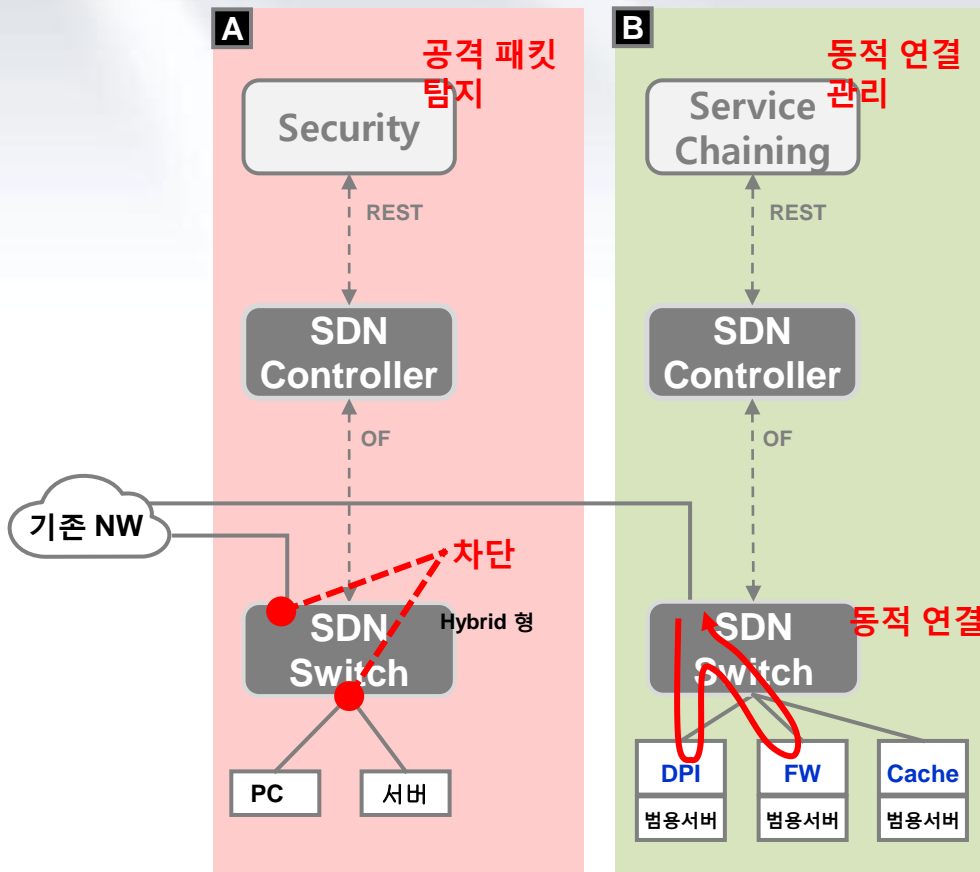 A
공격 패킷
탐지
Security
REST
SDN
Controller
OF
기존 NW
차단
Hybrid 형
SDN
Switch
PC
서버
B
동적 연결
관리
Service
Chaining
REST
SDN
Controller
OF
SDN
Switch
동적 연결
DPI
FW
Cache
범용서버
범용서버
범용서버